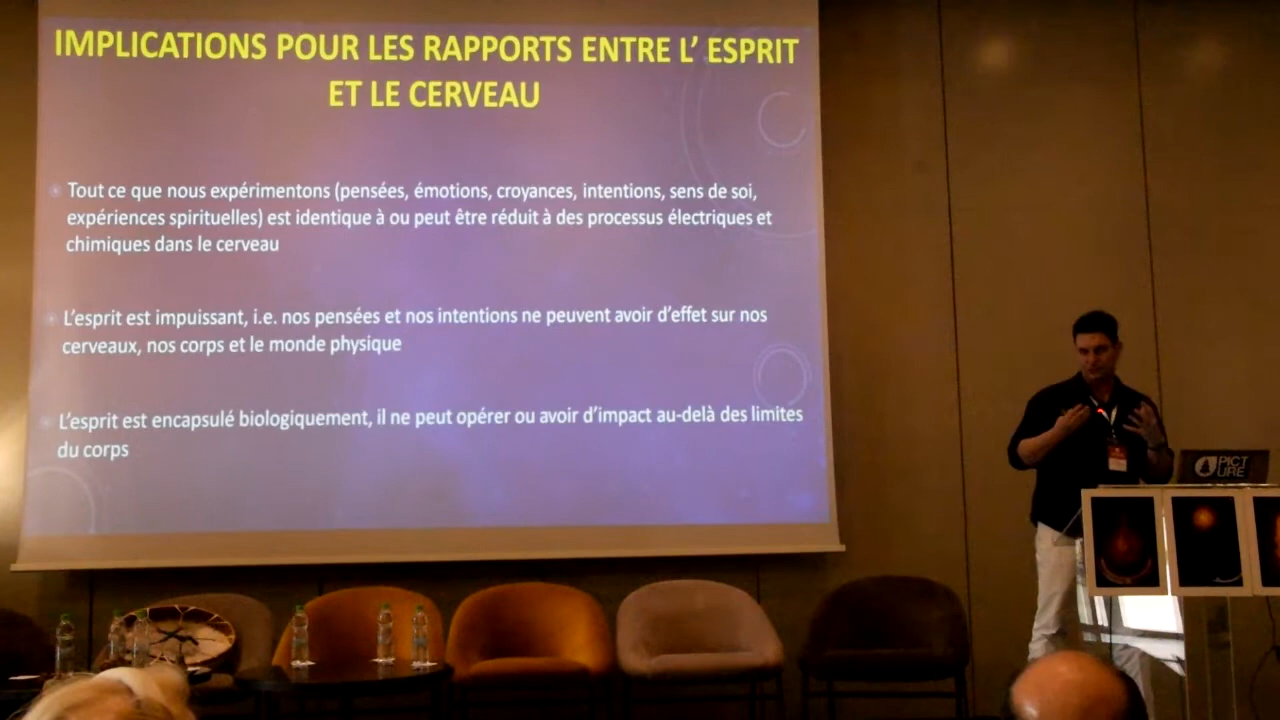 IMPLICATIONS POUR LES RAPPORTS ENTRE L' ESPRIT
ET LE CERVEAU
Tout ce que nous expérimentons (pensées, émotions, croyances, intentions, sens de soi,
expériences spirituelles) est identique à ou peut être réduit à des processus électriques et
chimiques dans le cerveau
L'esprit est impuissant, i.e. nos pensées et nos intentions ne peuvent avoir d'effet sur nos
cerveaux, nos corps et le monde physique
L'esprit est encapsulé biologiquement, il ne peut opérer ou avoir d'impact au-delà des limites
du corps
PICT
URE